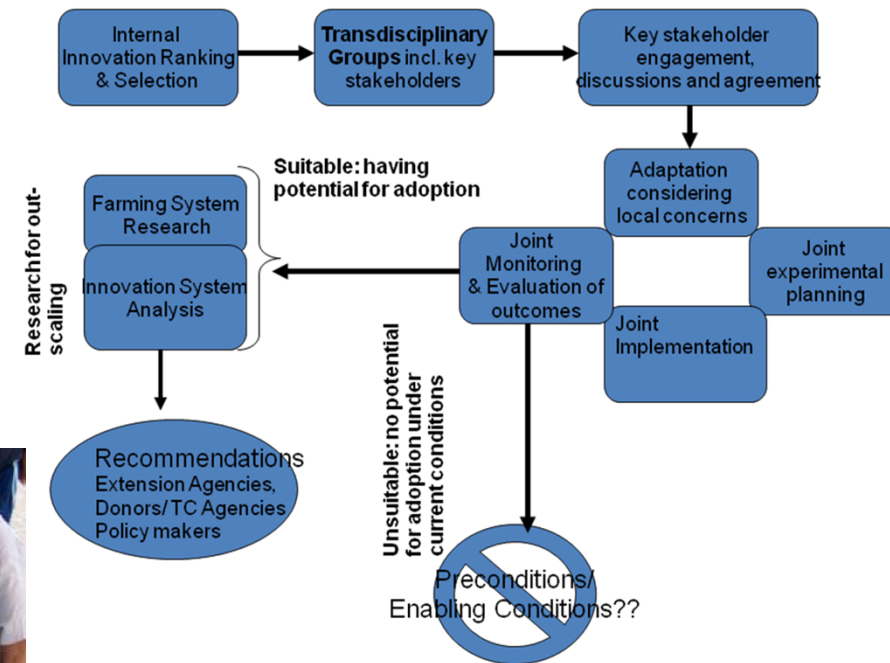 Internal
Innovation Ranking
& Selection
Transdisciplinary
Groups incl. key
stakeholders
Key stakeholder
engagement,
discussions and agreement
Adaptation
considering
local concerns
Joint
experimental
planning
Joint
Implementation
Joint
Monitoring
& Evaluation of
outcomes
Suitable: having
potential for adoption
Farming System
Research
Innovation System
Analysis
Research for out-
scaling
Recommendations
Extension Agencies,
Donors/ TC Agencies
Policy makers
Unsuitable: no potential
for adoption under
current conditions
Preconditions/
Enabling Conditions??